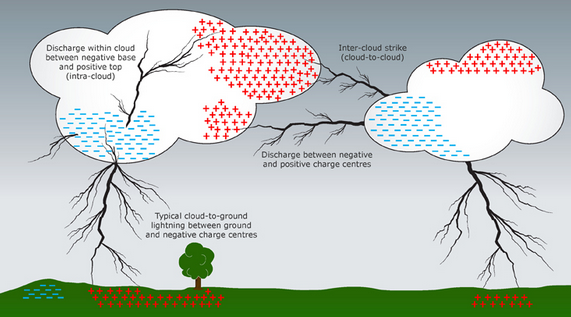 Discharge within cloud
between negative base
and positive top
(intra-cloud)
Inter-cloud strike
(cloud-to-cloud)
Discharge between negative
and positive charge centres
Typical cloud-to-ground
lightning between ground
and negative charge centres